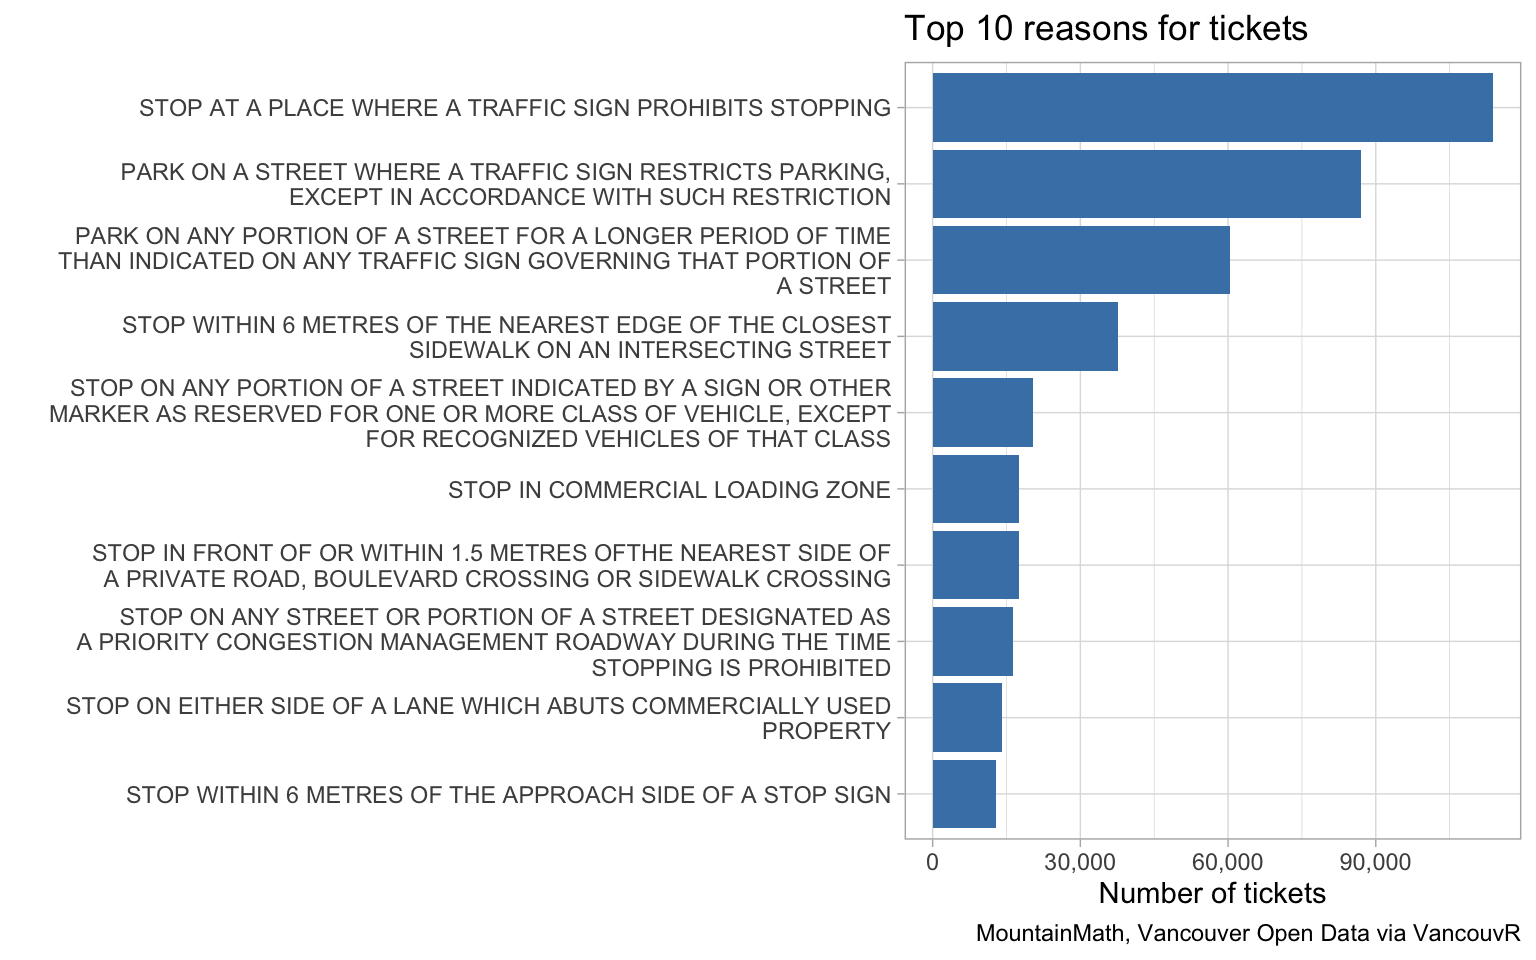 Top 10 reasons for tickets
STOP AT A PLACE WHERE A TRAFFIC SIGN PROHIBITS STOPPING
PARK ON A STREET WHERE A TRAFFIC SIGN RESTRICTS PARKING,
EXCEPT IN ACCORDANCE WITH SUCH RESTRICTION
PARK ON ANY PORTION OF A STREET FOR A LONGER PERIOD OF TIME
THAN INDICATED ON ANY TRAFFIC SIGN GOVERNING THAT PORTION OF
A STREET
STOP WITHIN 6 METRES OF THE NEAREST EDGE OF THE CLOSEST
SIDEWALK ON AN INTERSECTING STREET
STOP ON ANY PORTION OF A STREET INDICATED BY A SIGN OR OTHER
MARKER AS RESERVED FOR ONE OR MORE CLASS OF VEHICLE, EXCEPT
FOR RECOGNIZED VEHICLES OF THAT CLASS
STOP IN COMMERCIAL LOADING ZONE
STOP IN FRONT OF OR WITHIN 1.5 METRES OFTHE NEAREST SIDE OF
A PRIVATE ROAD, BOULEVARD CROSSING OR SIDEWALK CROSSING
STOP ON ANY STREET OR PORTION OF A STREET DESIGNATED AS
A PRIORITY CONGESTION MANAGEMENT ROADWAY DURING THE TIME
STOPPING IS PROHIBITED
STOP ON EITHER SIDE OF A LANE WHICH ABUTS COMMERCIALLY USED
PROPERTY
STOP WITHIN 6 METRES OF THE APPROACH SIDE OF A STOP SIGN
0 30,000 60,000 90,000
Number of tickets
MountainMath, Vancouver Open Data via VancouvR